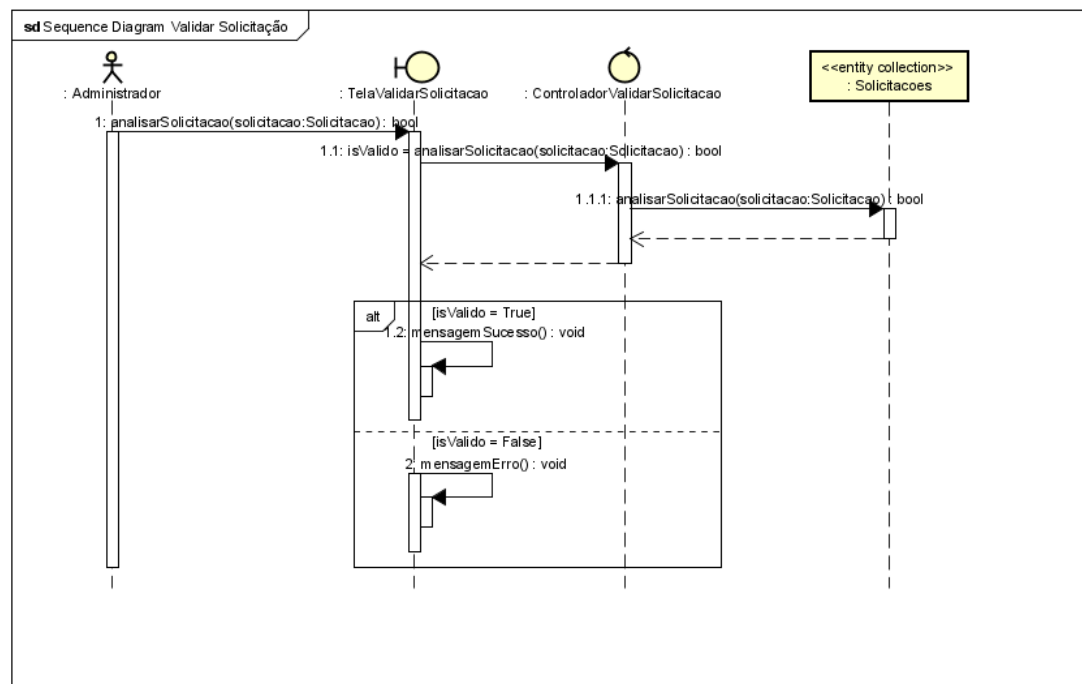 sd Sequence Diagram Validar Solicitação
<<entity collection>>
: Solicitacoes
: Administrador
: TelaValidarSolicitacao
: ControladorValidarSolicitacao
1: analisarSolicitacao(solicitacao:Solicitacao) : bool
1.1: isValido = analisarSolicitacao(solicitacao:Solicitacao) : bool
1.1.1: analisarSolicitacao(solicitacao:Solicitacao) : bool
alt
[isValido = True]
1.2: mensagemSucesso() : void
[isValido = False]
2: mensagemErro() : void